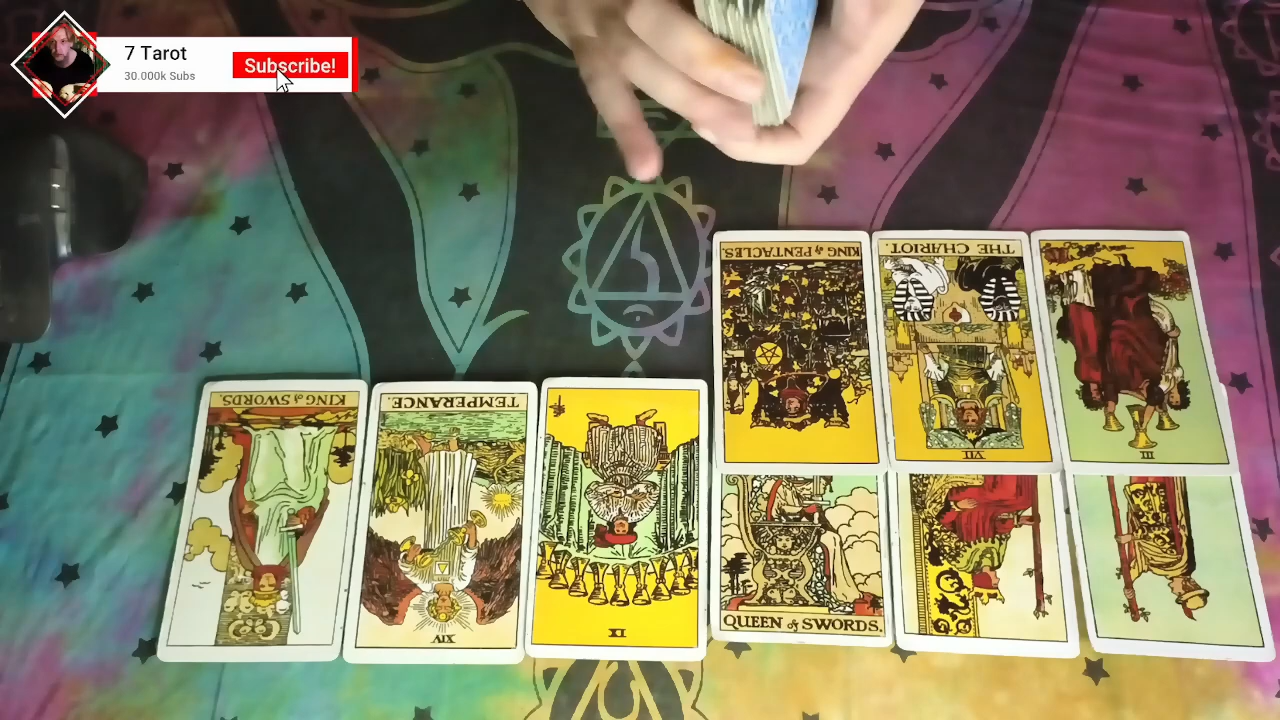 7 Tarot
30.000k Subs
Subscribe!
KING of PENTACLES.
THE CHARIOT.
VII
III
KING of SWORDS.
TEMPERANCE
XIV
IX
QUEEN of SWORDS.